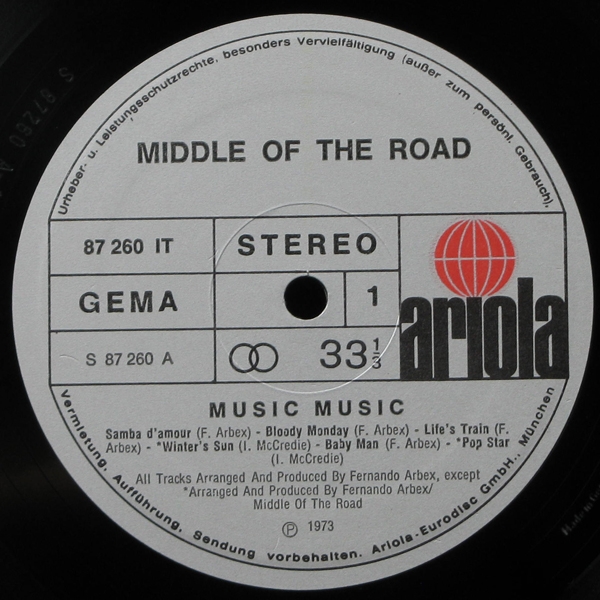 Urheber- u. Leistungsschutzrechte, besonders Vervielfältigung (außer zum persönl. Gebrauch),
MIDDLE OF THE ROAD
87 260 IT
STEREO
GEMA
1
ariola
S 87 260 A
33 1/3
MUSIC MUSIC
Samba d'amour (F. Arbex) - Bloody Monday (F. Arbex) - Life's Train (F.
Arbex) - *Winter's Sun (I. McCredie) - Baby Man (F. Arbex) - *Pop Star
(I. McCredie)
All Tracks Arranged And Produced By Fernando Arbex, except
*Arranged And Produced By Fernando Arbex/
Middle Of The Road
℗ 1973
Vermietung, Aufführung, Sendung vorbehalten. Ariola-Eurodisc GmbH., München
S 87260 A